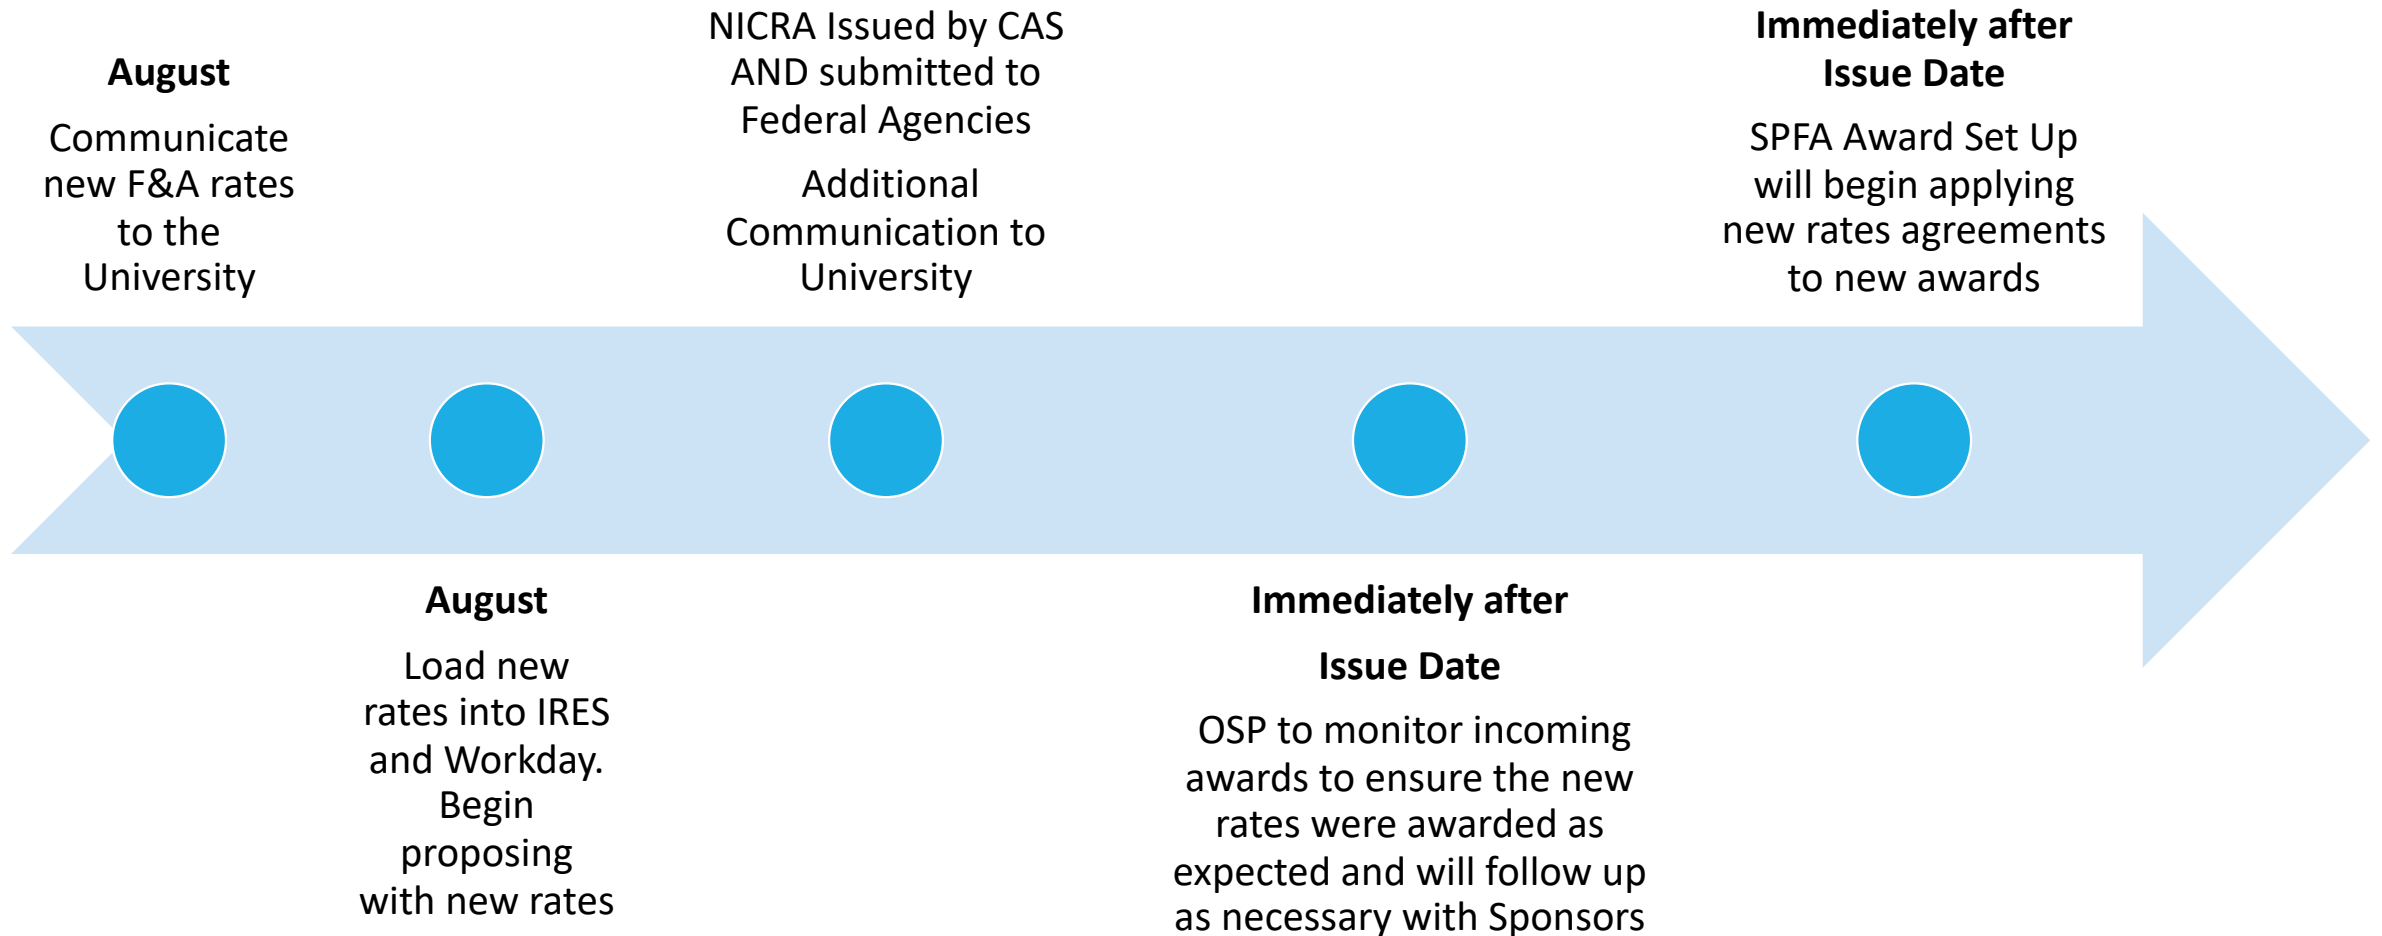 August
Communicate
new F&A rates
to the
University
August
Load new
rates into IRES
and Workday.
Begin
proposing
with new rates
NICRA Issued by CAS
AND submitted to
Federal Agencies
Additional
Communication to
University
Immediately after
Issue Date
OSP to monitor incoming
awards to ensure the new
rates were awarded as
expected and will follow up
as necessary with Sponsors
Immediately after
Issue Date
SPFA Award Set Up
will begin applying
new rates agreements
to new awards